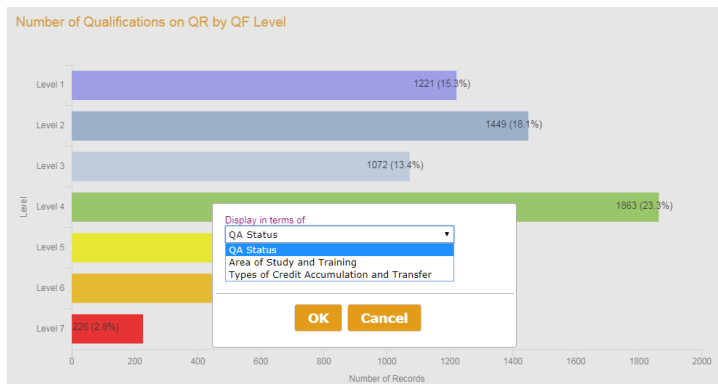 Number of Qualifications on QR by QF Level
Level 1
1221 (15.3%)
Level 2
1449 (18.1%)
Level 3
1072 (13.4%)
Level
Level 4
1863 (23.3%)
Display in terms of
QA Status
QA Status
Area of Study and Training
Types of Credit Accumulation and Transfer
OK Cancel
Level 5
Level 6
Level 7
226 (2.8%)
0 200 400 600 800 1000 1200 1400 1600 1800 2000
Number of Records